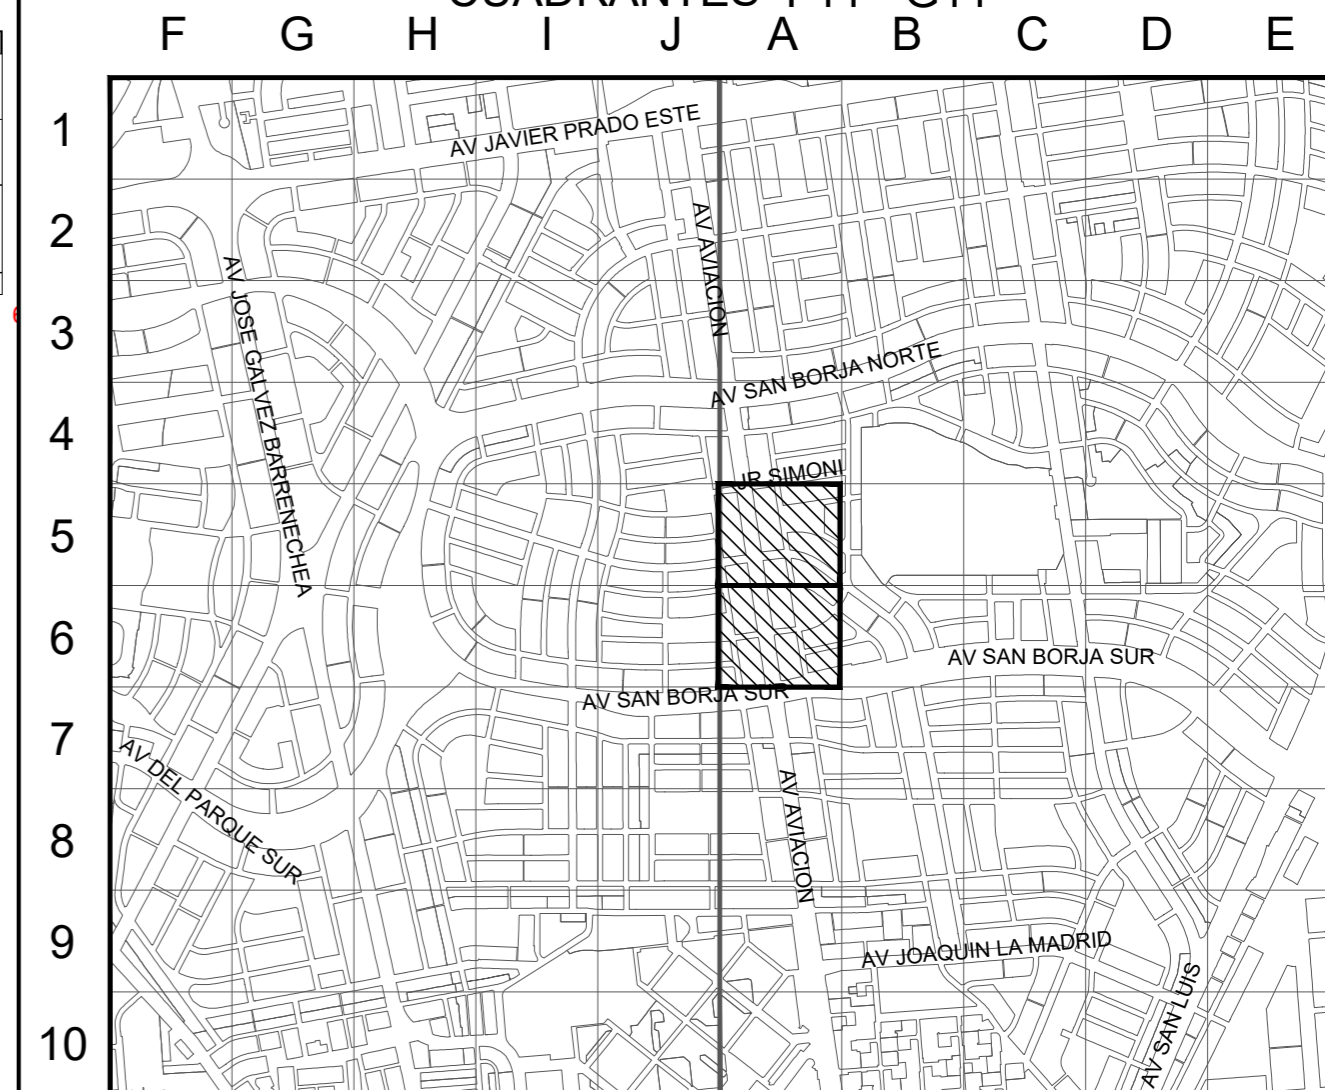 F G H I J A B C D E
1
AV JAVIER PRADO ESTE
2
AV AVIACION
AV JOSE GALVEZ BARRENECHEA
3
AV SAN BORJA NORTE
4
JR SIMONI
5
6
AV SAN BORJA SUR
AV SAN BORJA SUR
7
AV DEL PARQUE SUR
AV AVIACION
8
9
AV JOAQUIN LA MADRID
AV SAN LUIS
10